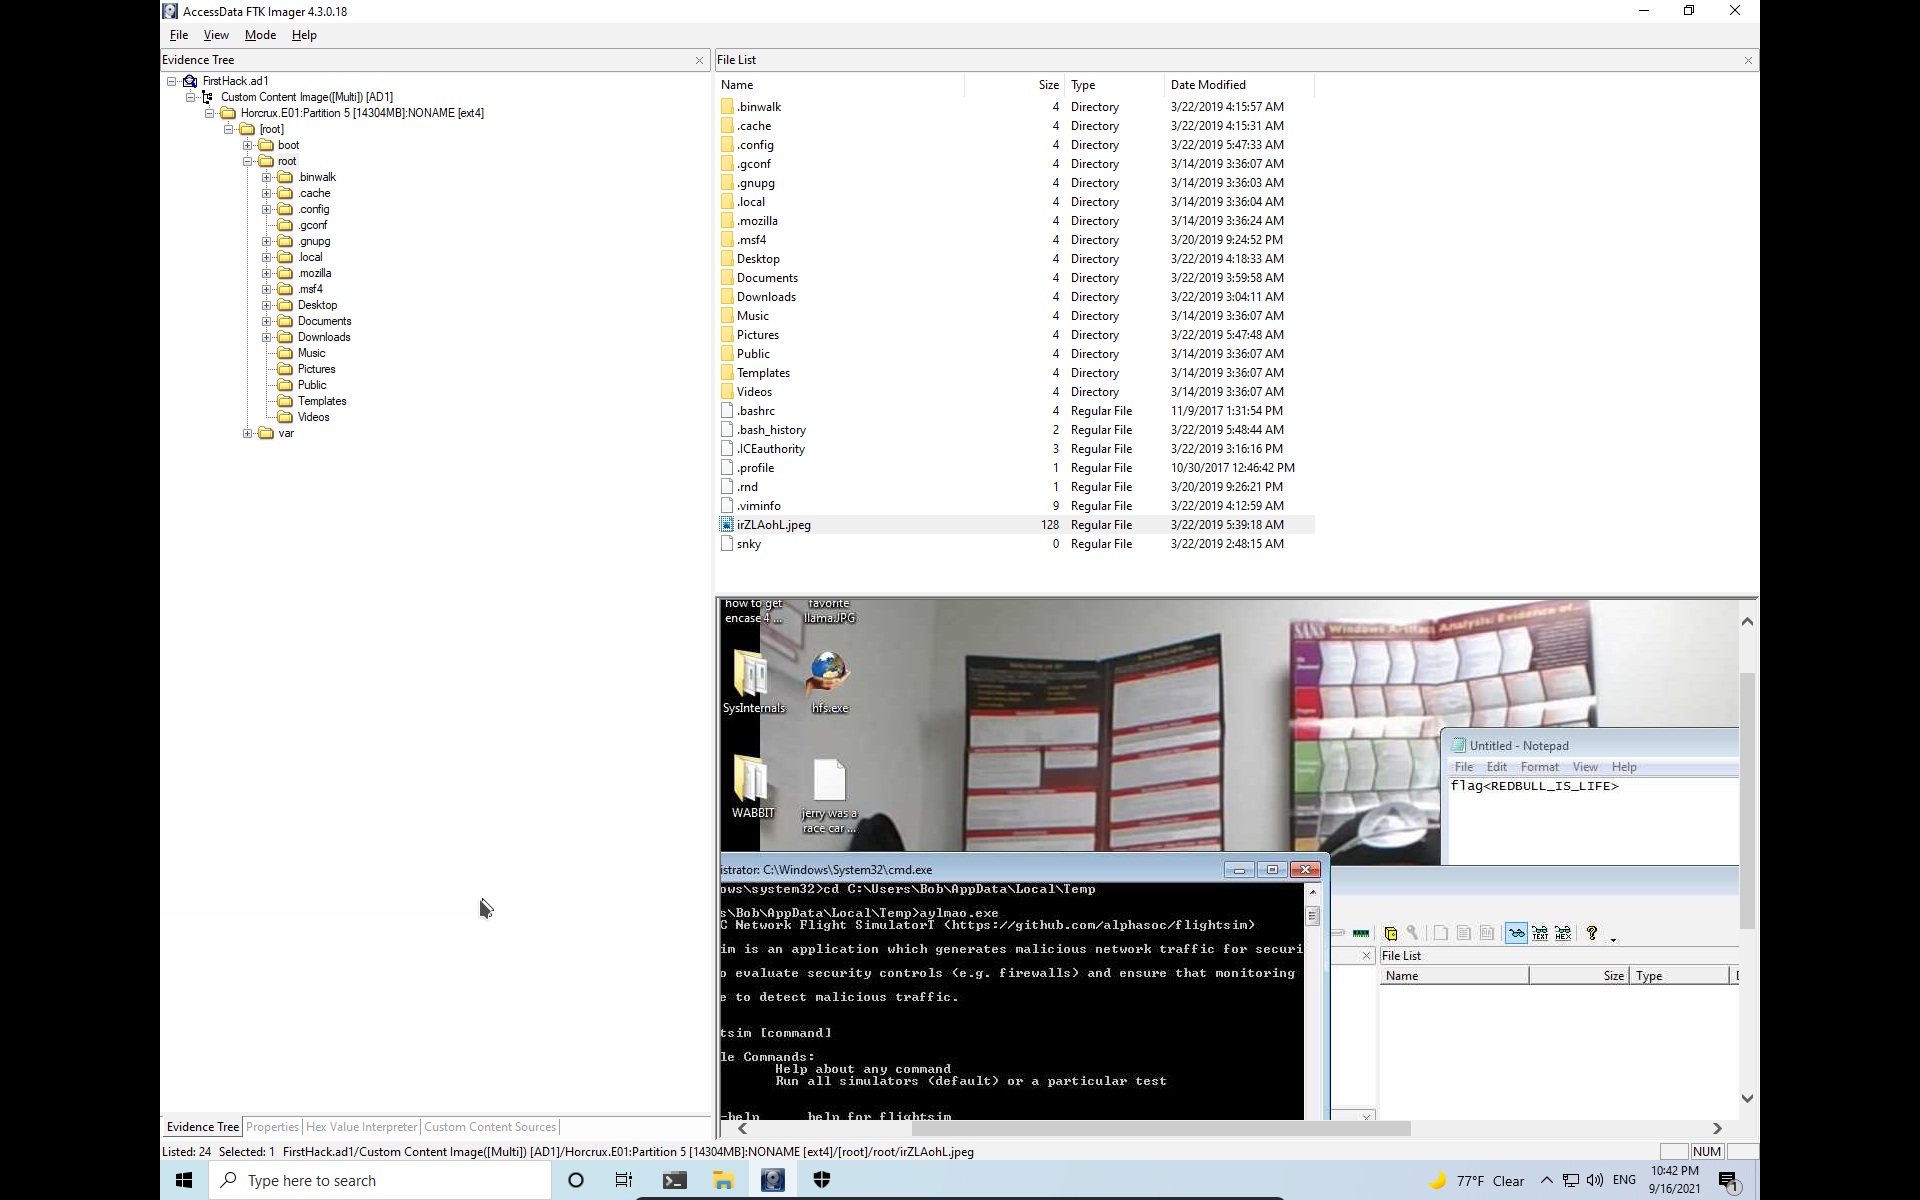 AccessData FTK Imager 4.3.0.18
File View Mode Help
Evidence Tree
FirstHack.ad1
Custom Content Image([Multi]) [AD1]
Horcrux.E01:Partition 5 [14304MB]:NONAME [ext4]
[root]
boot
root
.binwalk
.cache
.config
.gconf
.gnupg
.local
.mozilla
.msf4
Desktop
Documents
Downloads
Music
Pictures
Public
Templates
Videos
var
File List
Name Size Type Date Modified
.binwalk 4 Directory 3/22/2019 4:15:57 AM
.cache 4 Directory 3/22/2019 4:15:31 AM
.config 4 Directory 3/22/2019 5:47:33 AM
.gconf 4 Directory 3/14/2019 3:36:07 AM
.gnupg 4 Directory 3/14/2019 3:36:03 AM
.local 4 Directory 3/14/2019 3:36:04 AM
.mozilla 4 Directory 3/14/2019 3:36:24 AM
.msf4 4 Directory 3/20/2019 9:24:52 PM
Desktop 4 Directory 3/22/2019 4:18:33 AM
Documents 4 Directory 3/22/2019 3:59:58 AM
Downloads 4 Directory 3/22/2019 3:04:11 AM
Music 4 Directory 3/14/2019 3:36:07 AM
Pictures 4 Directory 3/22/2019 5:47:48 AM
Public 4 Directory 3/14/2019 3:36:07 AM
Templates 4 Directory 3/14/2019 3:36:07 AM
Videos 4 Directory 3/14/2019 3:36:07 AM
.bashrc 4 Regular File 11/9/2017 1:31:54 PM
.bash_history 2 Regular File 3/22/2019 5:48:44 AM
.ICEauthority 3 Regular File 3/22/2019 3:16:16 PM
.profile 1 Regular File 10/30/2017 12:46:42 PM
.rnd 1 Regular File 3/20/2019 9:26:21 PM
.viminfo 9 Regular File 3/22/2019 4:12:59 AM
irZLAohL.jpeg 128 Regular File 3/22/2019 5:39:18 AM
snky 0 Regular File 3/22/2019 2:48:15 AM
how to get
encase 4 ...
favorite
llama.JPG
SysInternals
hfs.exe
WABBIT
jerry was a
race car ...
SANS Windows Artifact Analysis: Evidence of...
Untitled - Notepad
File Edit Format View Help
flag<REDBULL_IS_LIFE>
istrator: C:\Windows\System32\cmd.exe
ows\system32>cd C:\Users\Bob\AppData\Local\Temp
s\Bob\AppData\Local\Temp>aylmao.exe
C Network Flight SimulatorT (https://github.com/alphasoc/flightsim)
im is an application which generates malicious network traffic for securi
o evaluate security controls (e.g. firewalls) and ensure that monitoring
e to detect malicious traffic.
tsim [command]
le Commands:
Help about any command
Run all simulators (default) or a particular test
-help help for flightsim
TEXT HEX
File List
Name Size Type D
Evidence Tree Properties Hex Value Interpreter Custom Content Sources
Listed: 24 Selected: 1 FirstHack.ad1/Custom Content Image([Multi]) [AD1]/Horcrux.E01:Partition 5 [14304MB]:NONAME [ext4]/[root]/root/irZLAohL.jpeg
NUM
Type here to search
77°F Clear
ENG
10:42 PM
9/16/2021
1